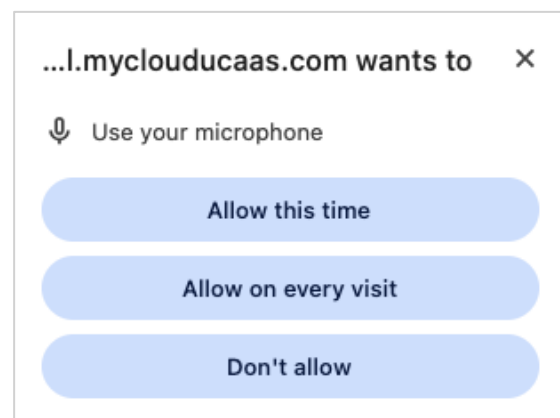 ...l.myclouducaas.com wants to
Use your microphone
Allow this time
Allow on every visit
Don't allow